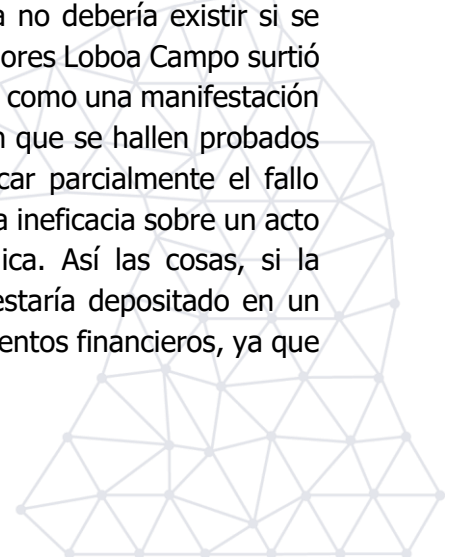 a no debería existir si se
ores Loboa Campo surtió
como una manifestación
n que se hallen probados
car parcialmente el fallo
a ineficacia sobre un acto
ica. Así las cosas, si la
estaría depositado en un
entos financieros, ya que